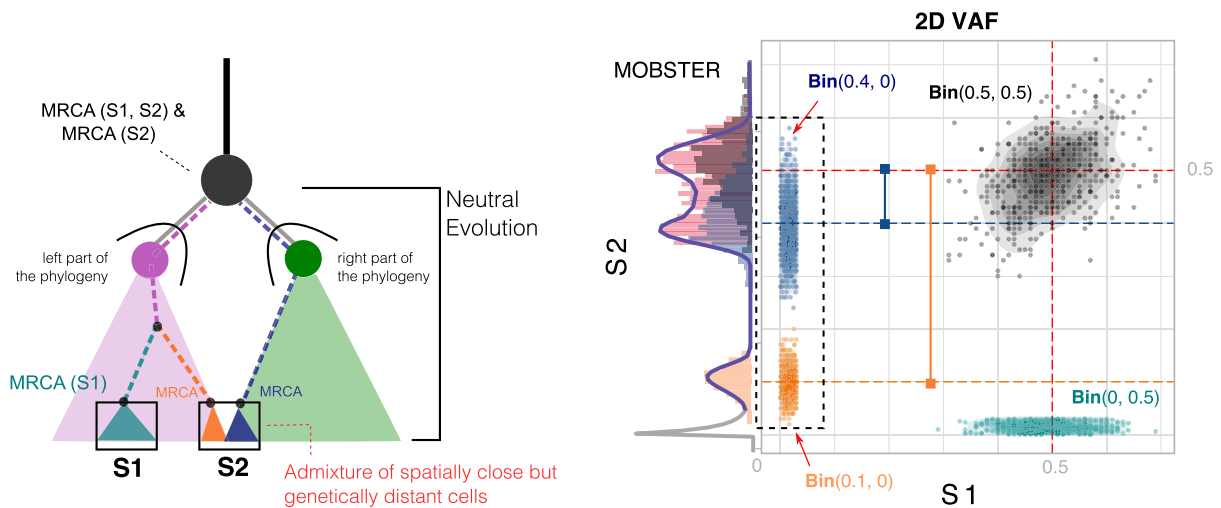 MRCA (S1, S2) &
MRCA (S2)
Neutral
Evolution
left part of
the phylogeny
right part of
the phylogeny
MRCA (S1)
MRCA
MRCA
S1
S2
Admixture of spatially close but
genetically distant cells
2D VAF
MOBSTER
Bin(0.4, 0)
Bin(0.5, 0.5)
0.5
S2
Bin(0, 0.5)
0
0.5
Bin(0.1, 0)
S1